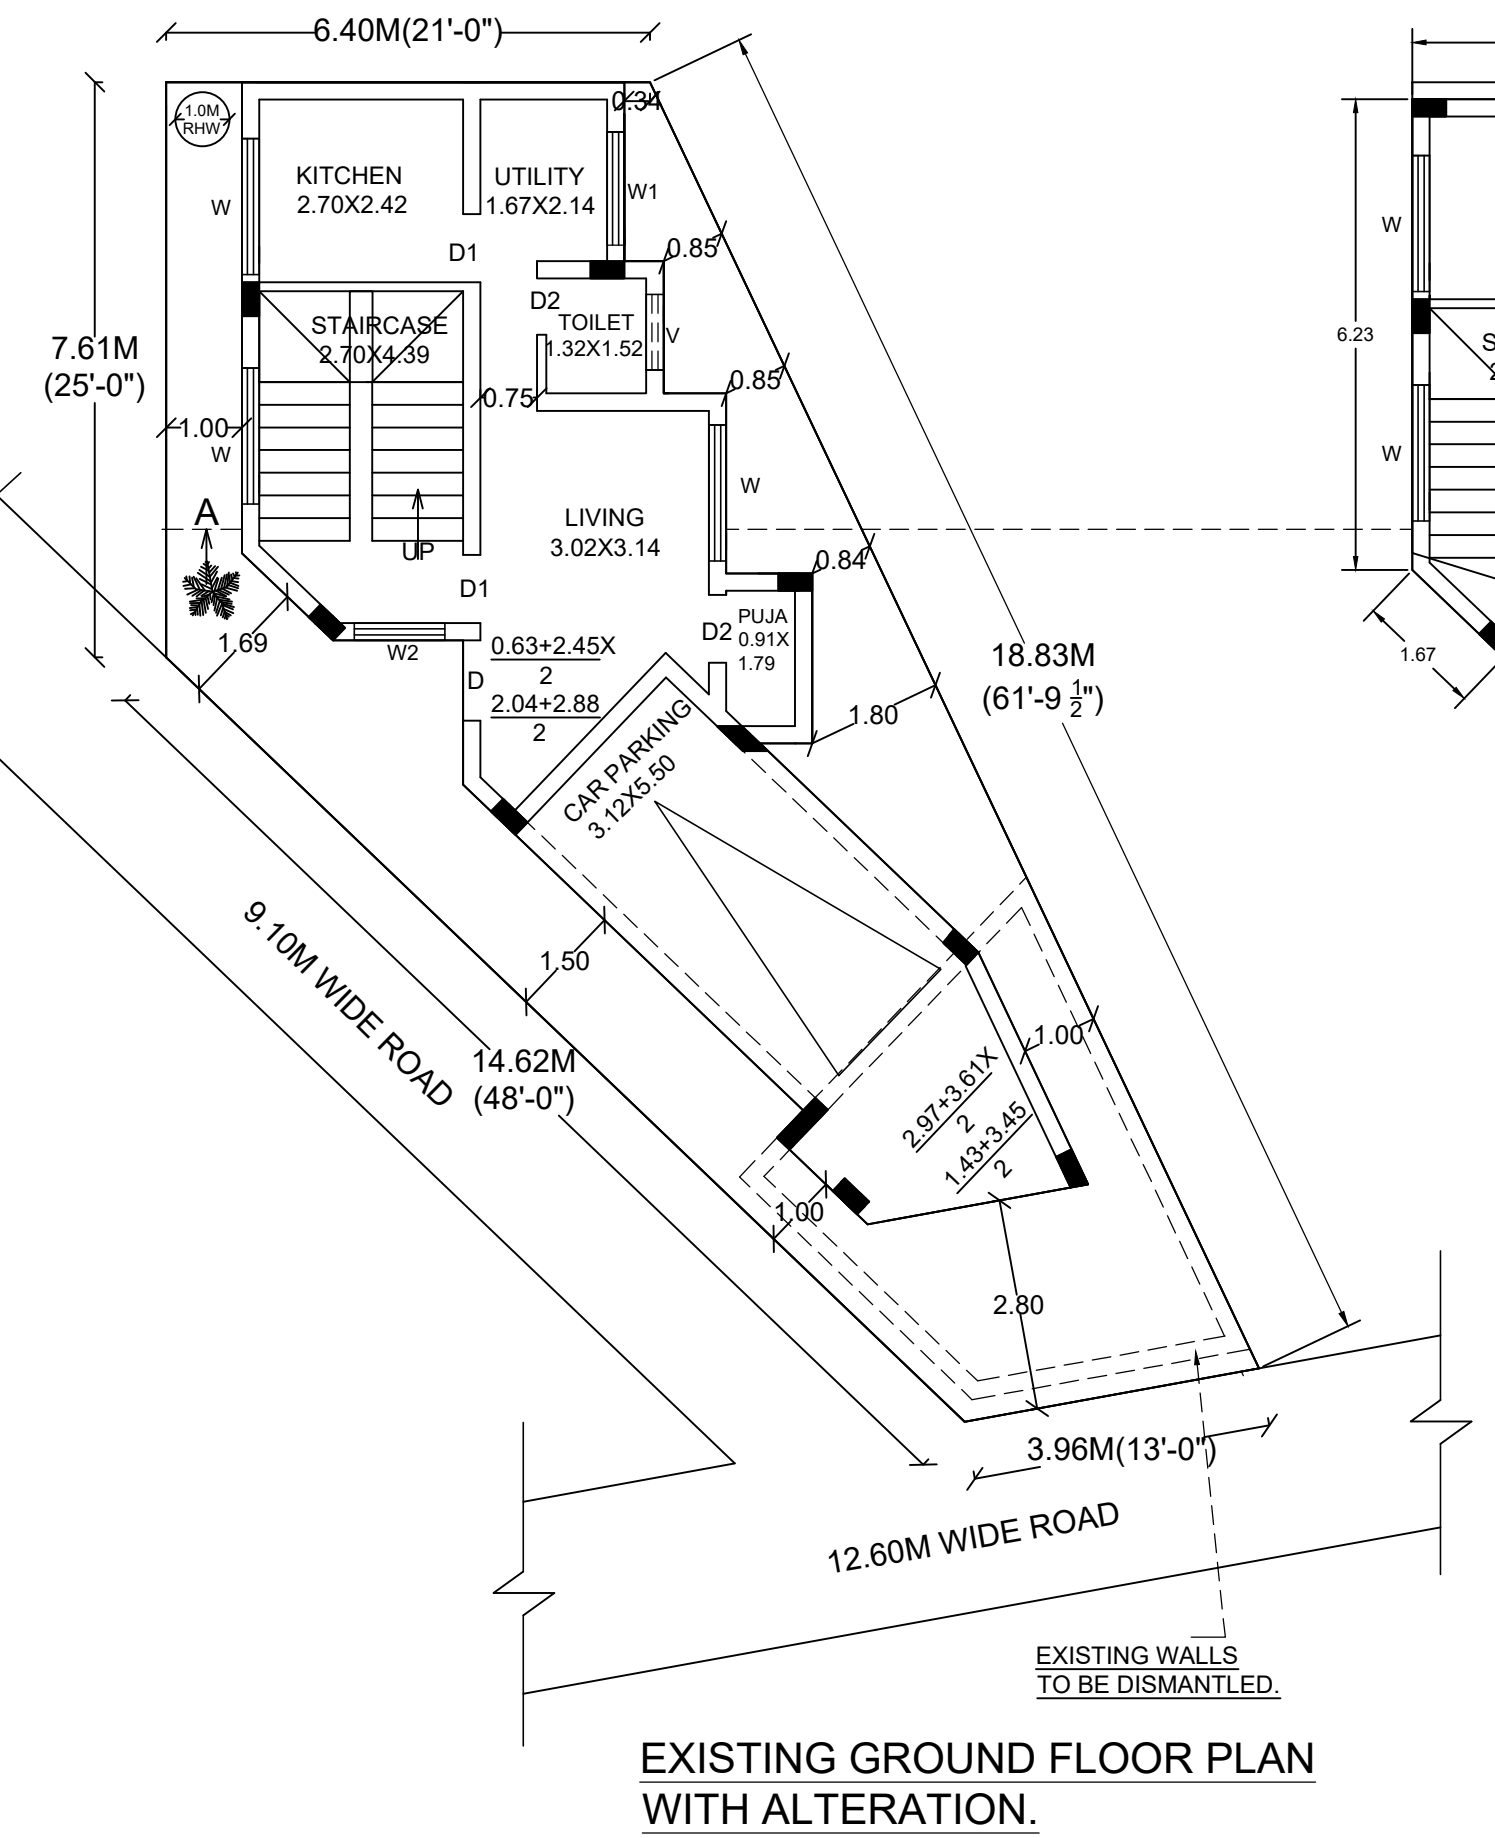 6.40M(21'-0")
1.0M
RHW
0.34
KITCHEN
2.70X2.42
UTILITY
1.67X2.14
W
W1
D1
0.85
D2
TOILET
1.32X1.52
V
STAIRCASE
2.70X4.39
7.61M
(25'-0")
0.75
0.85
1.00
W
W
A
UP
LIVING
3.02X3.14
0.84
D1
1.69
W2
D
0.63+2.45X
2
2.04+2.88
2
D2
PUJA
0.91X
1.79
1.80
18.83M
(61'-9 1/2")
CAR PARKING
3.12X5.50
1.50
9.10M WIDE ROAD
14.62M
(48'-0")
1.00
2.97+3.61X
2
1.43+3.45
2
1.00
2.80
3.96M(13'-0")
12.60M WIDE ROAD
EXISTING WALLS
TO BE DISMANTLED.
EXISTING GROUND FLOOR PLAN
WITH ALTERATION.
W
6.23
S
W
1.67